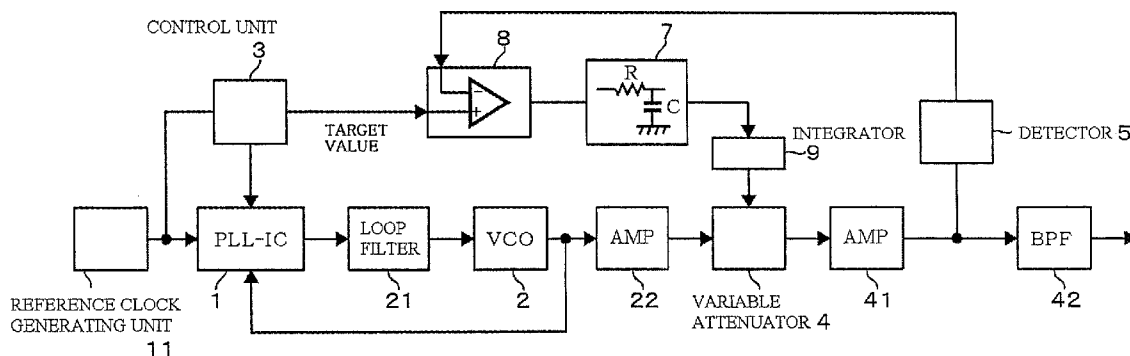 CONTROL UNIT
3
8
7
R
C
-
+
TARGET
VALUE
INTEGRATOR
9
DETECTOR 5
PLL-IC
LOOP
FILTER
VCO
AMP
AMP
BPF
1
21
2
22
41
42
REFERENCE CLOCK
GENERATING UNIT
11
VARIABLE
ATTENUATOR 4